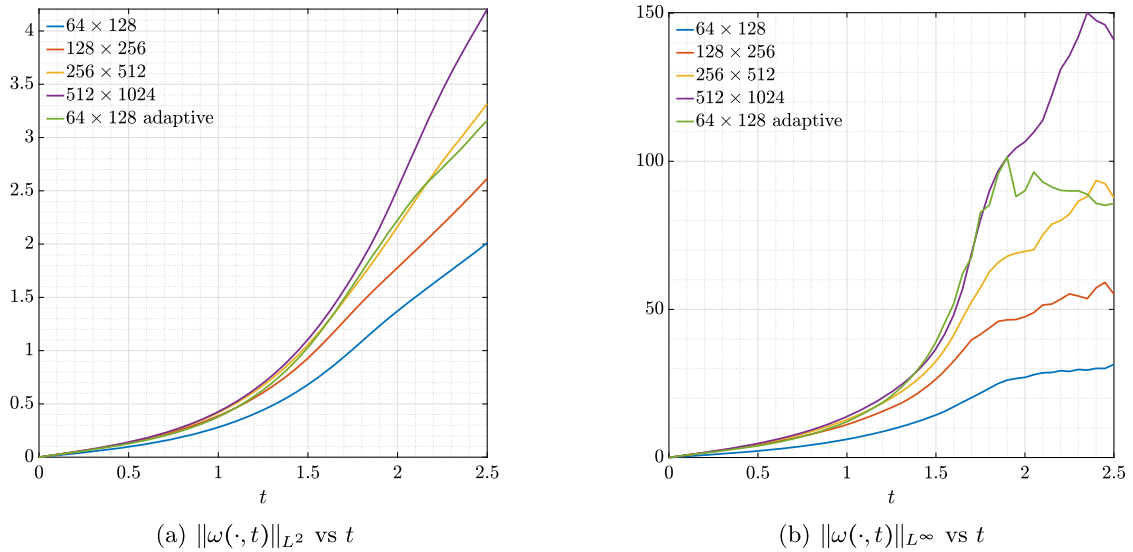 4
3.5
3
2.5
2
1.5
1
0.5
0
64 × 128
128 × 256
256 × 512
512 × 1024
64 × 128 adaptive
0 0.5 1 1.5 2 2.5
t
(a) ‖ω(·, t)‖_{L²} vs t
150
100
50
0
64 × 128
128 × 256
256 × 512
512 × 1024
64 × 128 adaptive
0 0.5 1 1.5 2 2.5
t
(b) ‖ω(·, t)‖_{L^∞} vs t